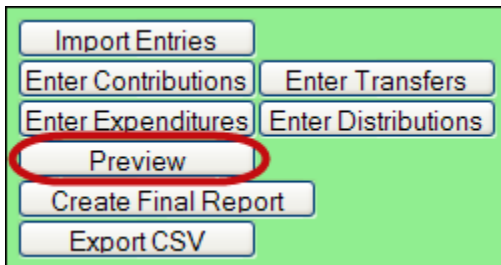 Import Entries
Enter Contributions Enter Transfers
Enter Expenditures Enter Distributions
Preview
Create Final Report
Export CSV